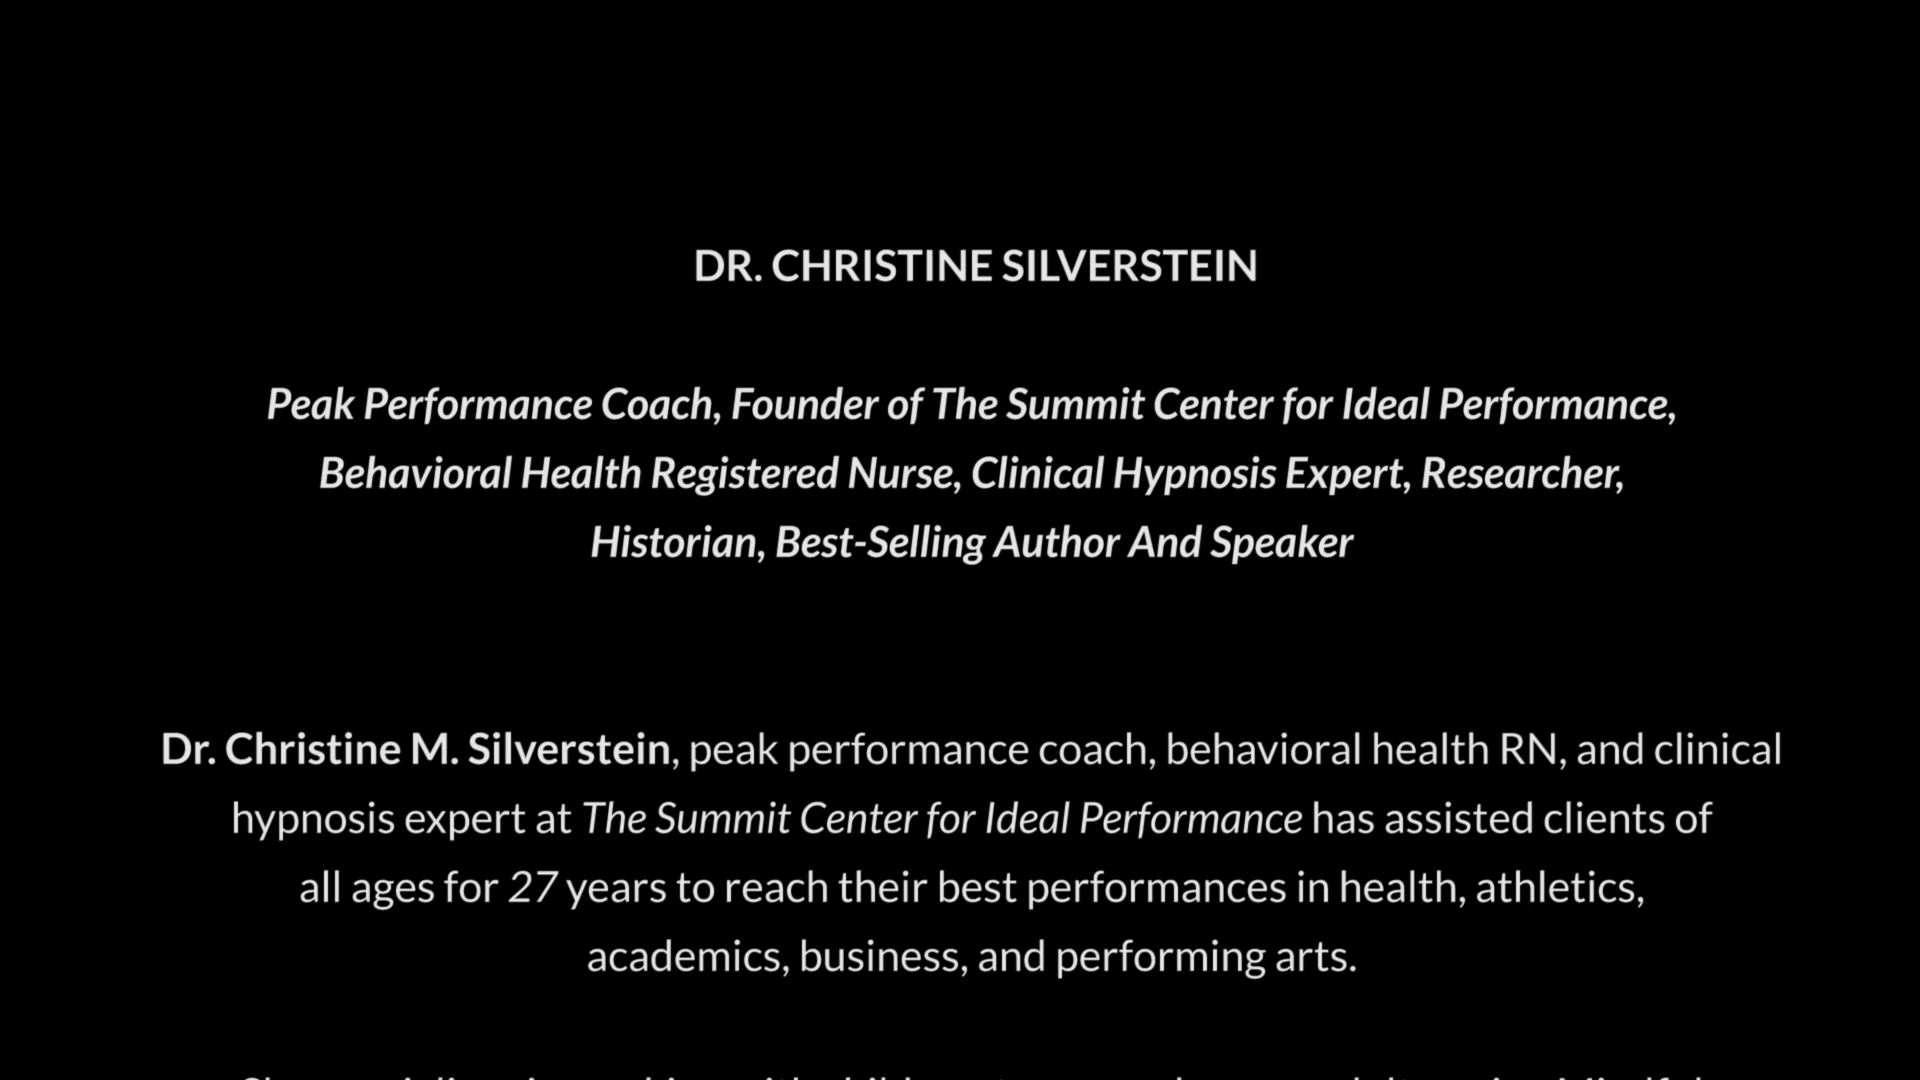 DR. CHRISTINE SILVERSTEIN
Peak Performance Coach, Founder of The Summit Center for Ideal Performance,
Behavioral Health Registered Nurse, Clinical Hypnosis Expert, Researcher,
Historian, Best-Selling Author And Speaker
Dr. Christine M. Silverstein, peak performance coach, behavioral health RN, and clinical
hypnosis expert at The Summit Center for Ideal Performance has assisted clients of
all ages for 27 years to reach their best performances in health, athletics,
academics, business, and performing arts.